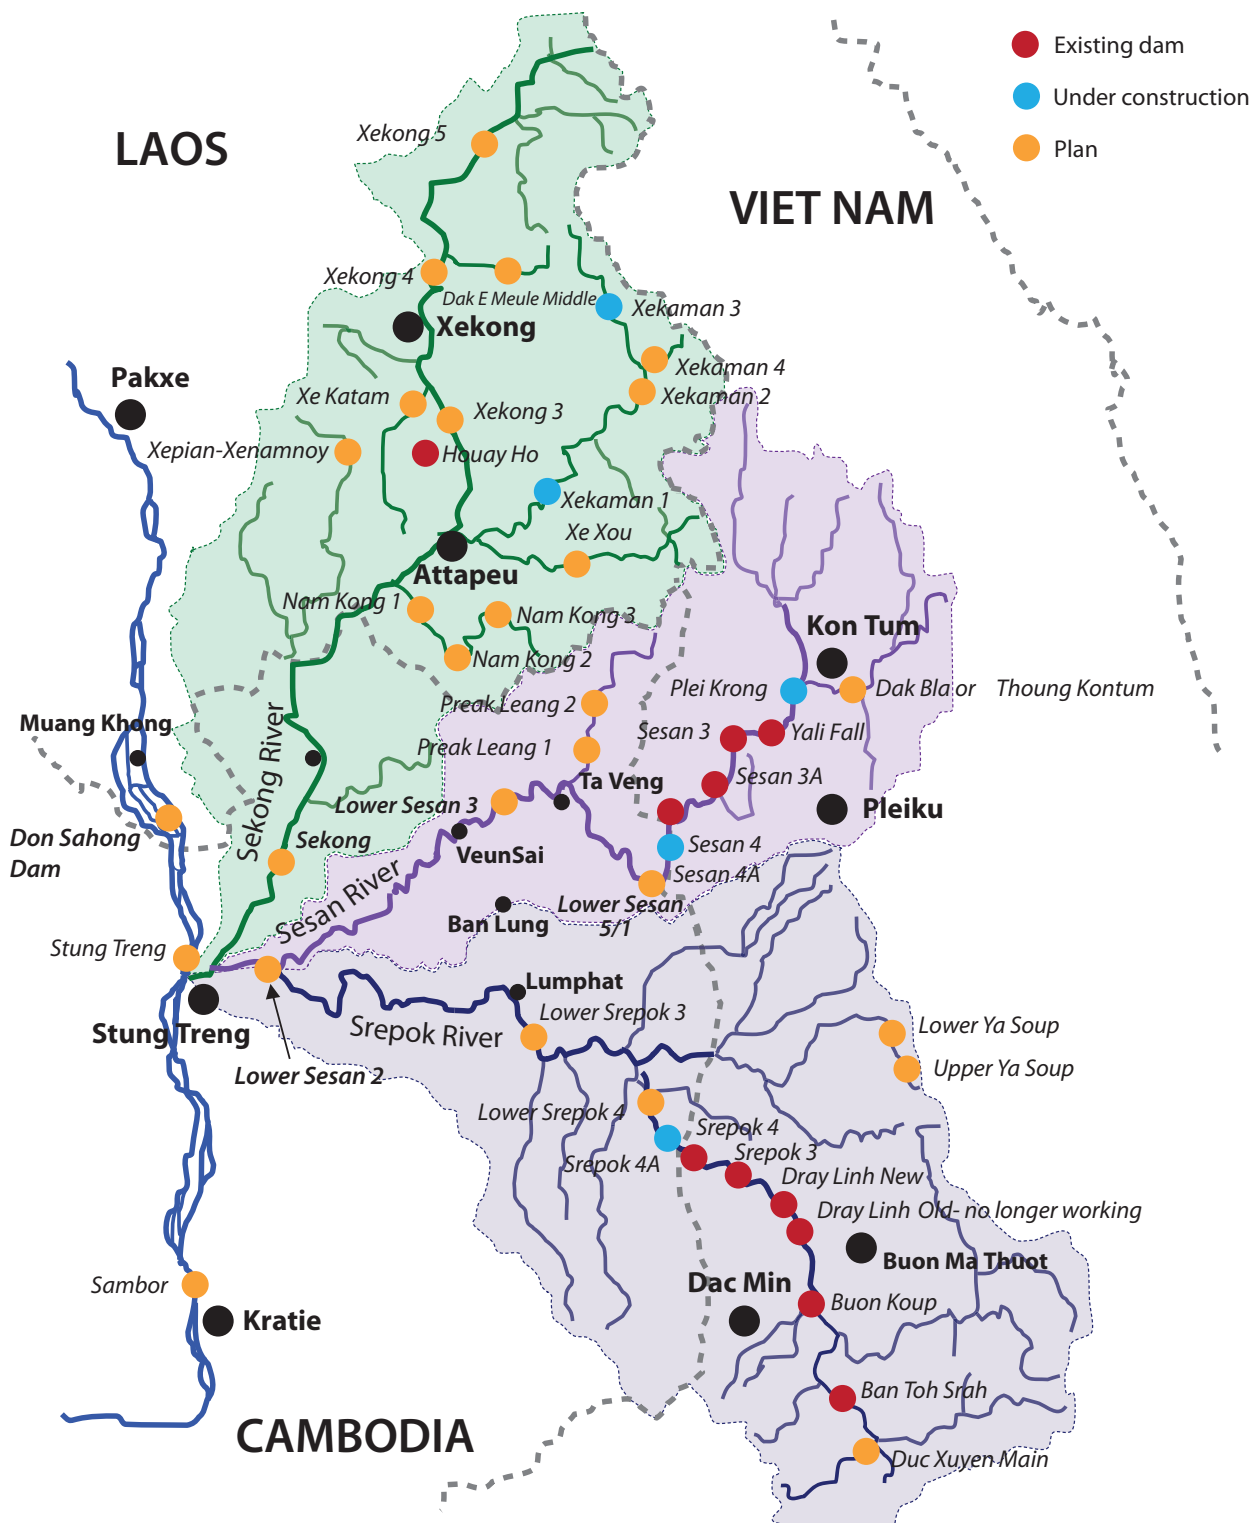 Existing dam
Under construction
Plan
LAOS
VIET NAM
Xekong 5
Xekong 4
Dak E Meule Middle
Xekaman 3
Xekong
Xekaman 4
Pakxe
Xe Katam
Xekaman 2
Xekong 3
Xepian-Xenamnoy
Houay Ho
Xekaman 1
Xe Xou
Attapeu
Nam Kong 1
Nam Kong 3
Kon Tum
Nam Kong 2
Plei Krong
Dak Bla or Thoung Kontum
Preak Leang 2
Muang Khong
Sesan 3
Yali Fall
Preak Leang 1
Ta Veng
Sesan 3A
Sekong River
Lower Sesan 3
Pleiku
Don Sahong
Dam
Sekong
VeunSai
Sesan 4
Sesan 4A
Sesan River
Lower Sesan
5/1
Ban Lung
Stung Treng
Lumphat
Lower Srepok 3
Stung Treng
Srepok River
Lower Ya Soup
Upper Ya Soup
Lower Sesan 2
Lower Srepok 4
Srepok 4
Srepok 4A
Srepok 3
Dray Linh New
Dray Linh Old- no longer working
Buon Ma Thuot
Sambor
Dac Min
Buon Koup
Kratie
Ban Toh Srah
CAMBODIA
Duc Xuyen Main